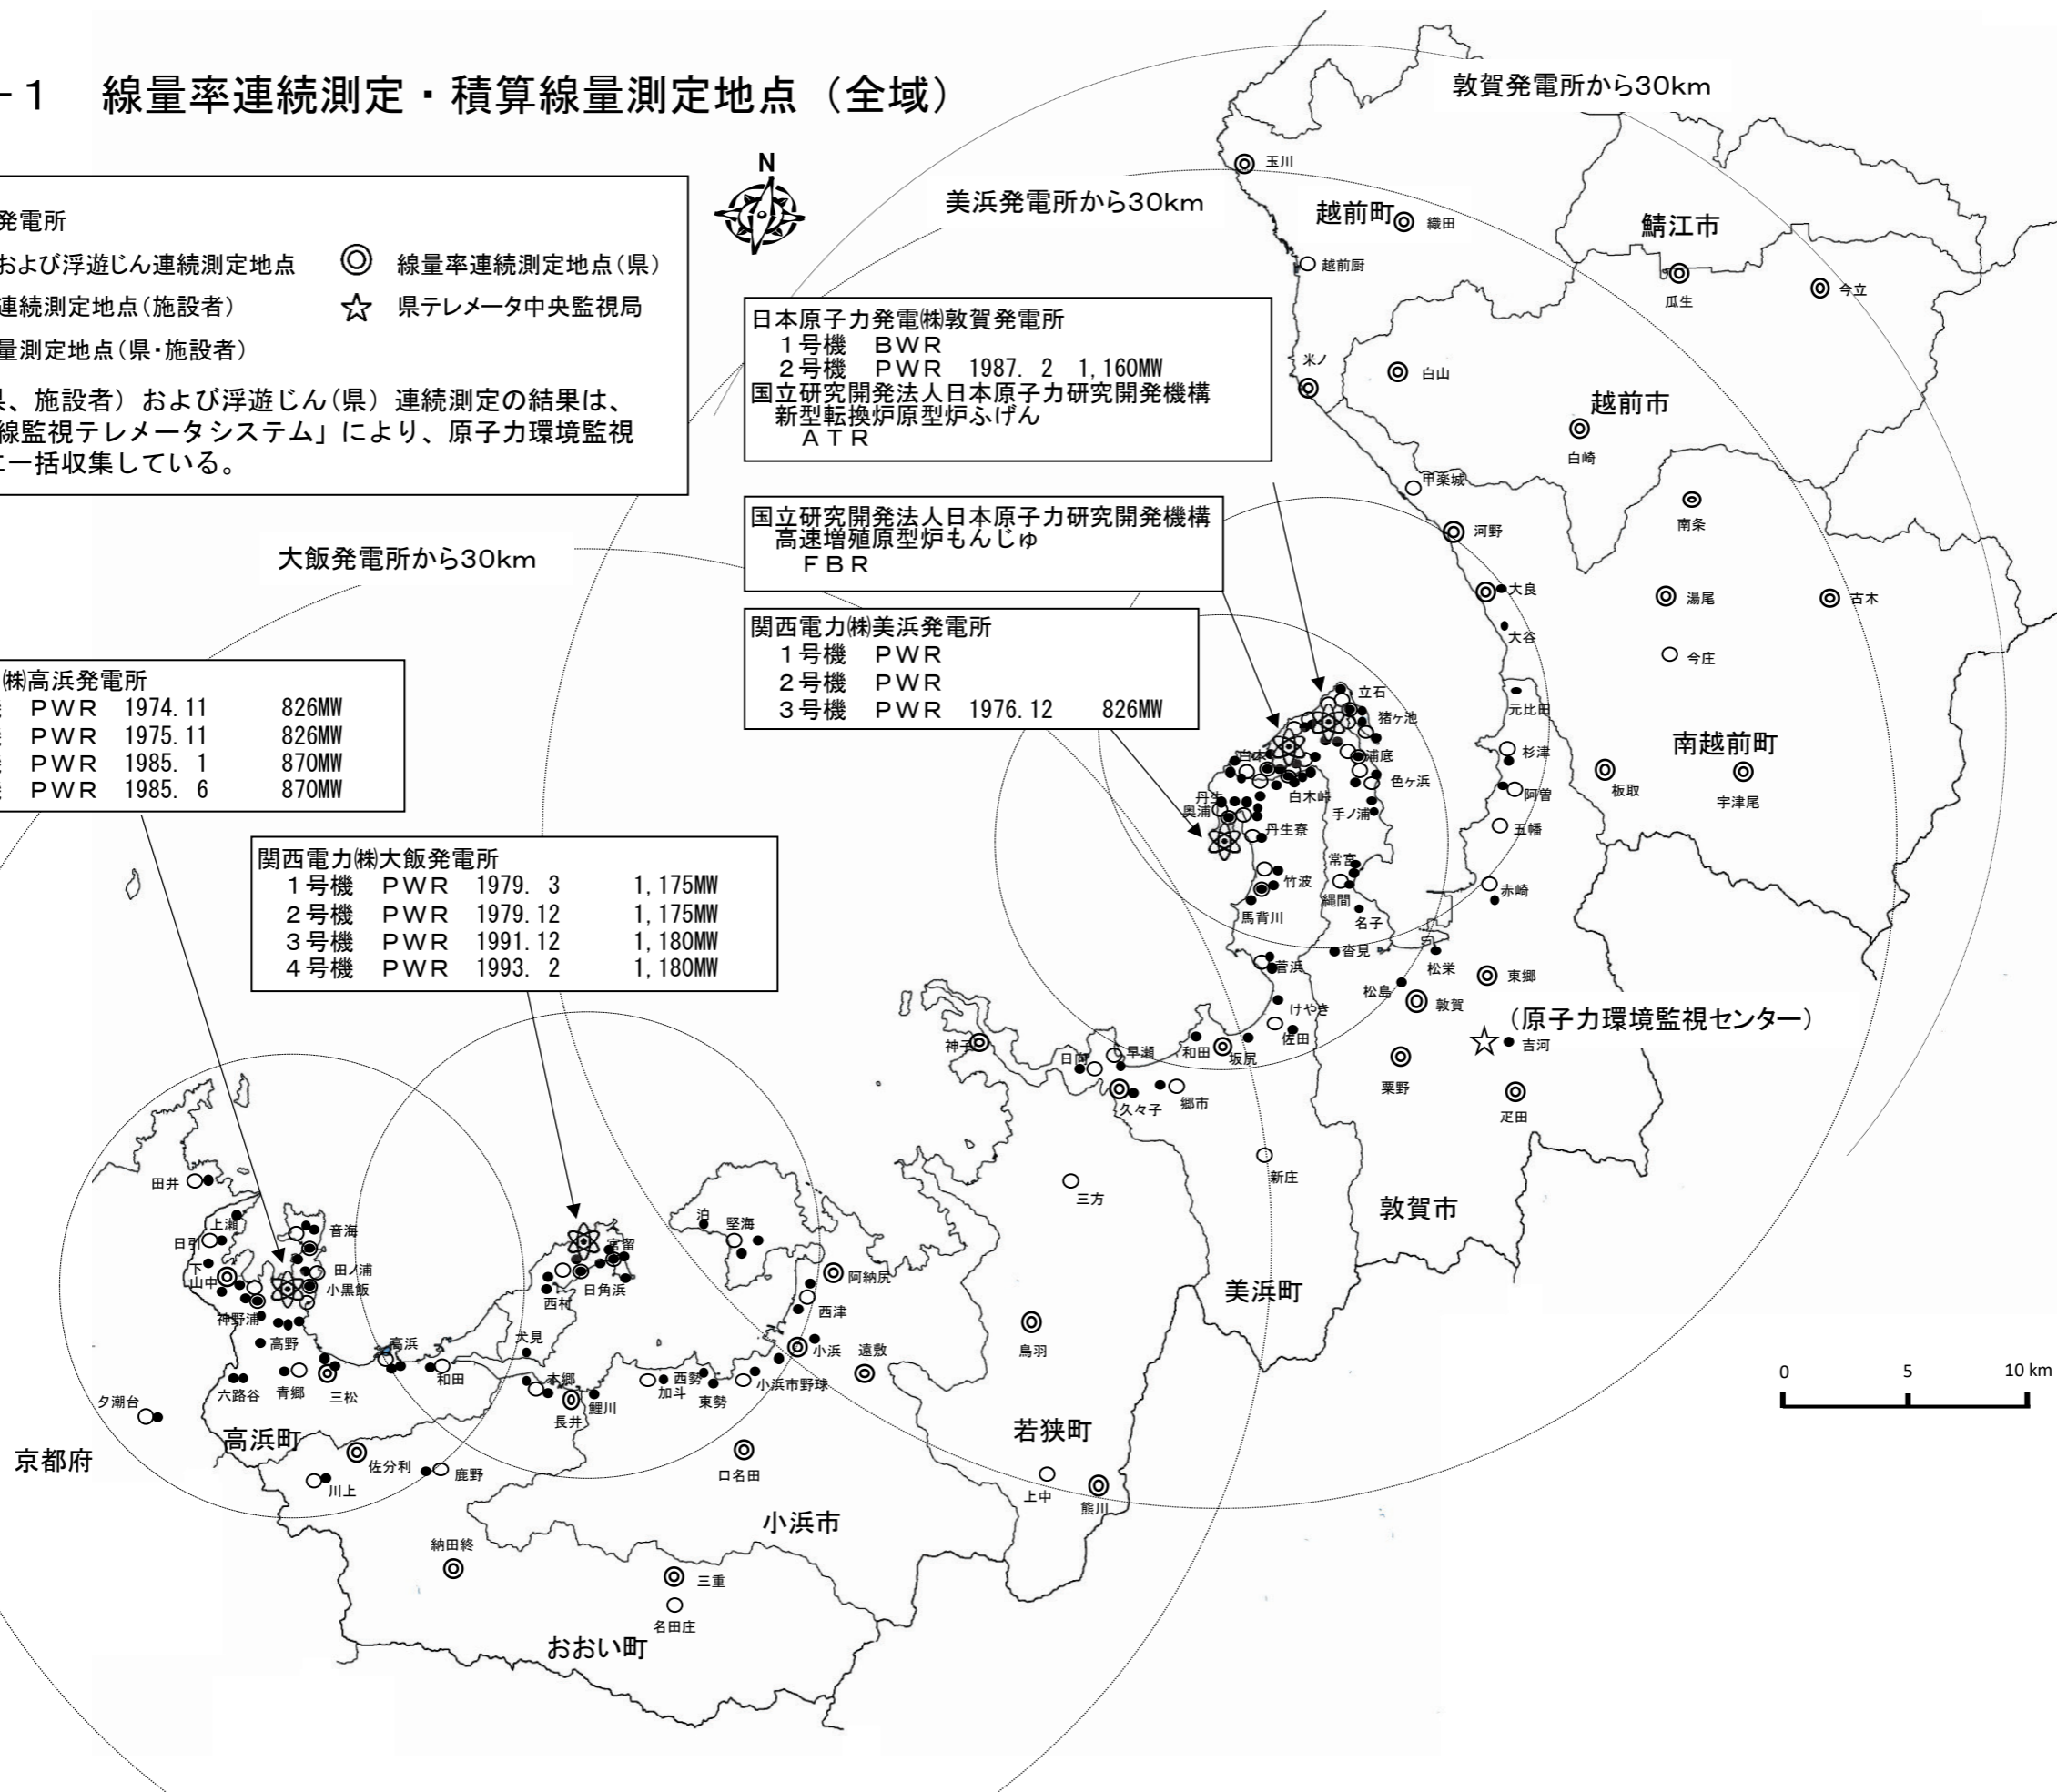 -１　線量率連続測定・積算線量測定地点（全域）
敦賀発電所から30km
N
美浜発電所から30km
発電所
および浮遊じん連続測定地点　◎　線量率連続測定地点(県)
連続測定地点(施設者)　☆　県テレメータ中央監視局
量測定地点(県・施設者)
、施設者）および浮遊じん(県）連続測定の結果は、
線監視テレメータシステム」により、原子力環境監視
に一括収集している。
玉川
越前町
織田
鯖江市
越前厨
瓜生
今立
日本原子力発電㈱敦賀発電所
１号機　ＢＷＲ
２号機　ＰＷＲ　1987. 2　1,160MW
国立研究開発法人日本原子力研究開発機構
新型転換炉原型炉ふげん
ＡＴＲ
米ノ
白山
越前市
白崎
甲楽城
南条
河野
国立研究開発法人日本原子力研究開発機構
高速増殖原型炉もんじゅ
ＦＢＲ
大飯発電所から30km
大良
湯尾
古木
大谷
今庄
関西電力㈱美浜発電所
１号機　ＰＷＲ
２号機　ＰＷＲ
３号機　ＰＷＲ　1976.12　826MW
㈱高浜発電所
ＰＷＲ　1974.11　826MW
ＰＷＲ　1975.11　826MW
ＰＷＲ　1985. 1　870MW
ＰＷＲ　1985. 6　870MW
立石
元比田
猪ヶ池
南越前町
杉津
白木
浦底
色ヶ浜
板取
宇津尾
阿曽
丹生
白木峠
奥浦
手ノ浦
五幡
丹生寮
関西電力㈱大飯発電所
１号機　ＰＷＲ　1979. 3　1,175MW
２号機　ＰＷＲ　1979.12　1,175MW
３号機　ＰＷＲ　1991.12　1,180MW
４号機　ＰＷＲ　1993. 2　1,180MW
常宮
竹波
赤崎
縄間
馬背川
名子
沓見
松栄
菅浜
東郷
松島
敦賀
けやき
（原子力環境監視センター）
佐田
吉河
神子
日向
早瀬
和田
坂尻
粟野
久々子
郷市
疋田
新庄
三方
敦賀市
田井
上瀬
音海
日引
泊
堅海
宮留
下
山中
田ノ浦
小黒飯
日角浜
西村
阿納尻
美浜町
神野浦
西津
高野
高浜
犬見
小浜
遠敷
鳥羽
0　5　10 km
六路谷
青郷
三松
和田
本郷
加斗
西勢
東勢
小浜市野球
長井
鯉川
夕潮台
高浜町
若狭町
京都府
佐分利
鹿野
口名田
川上
上中
熊川
小浜市
納田終
三重
名田庄
おおい町